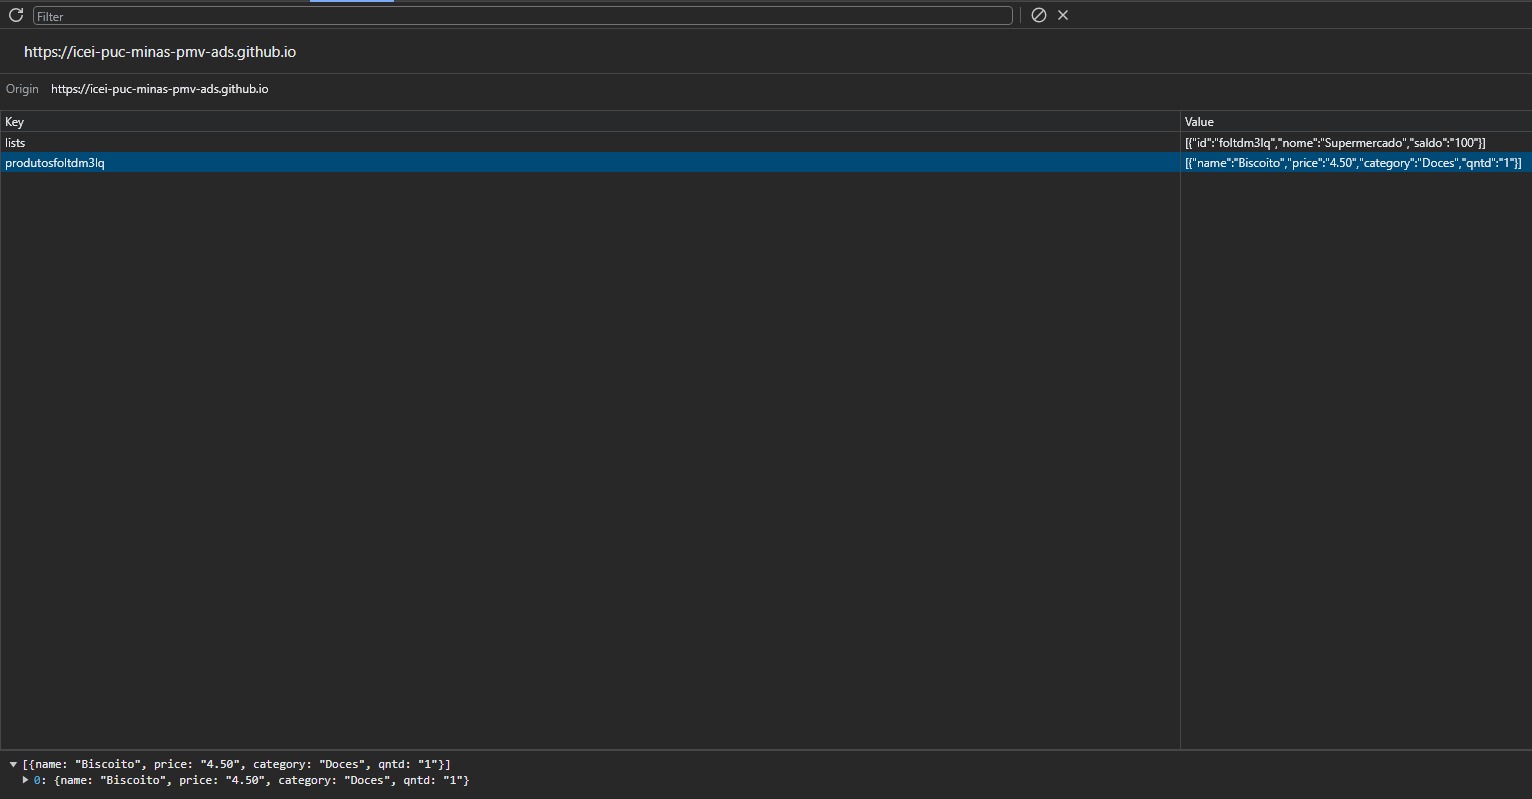 Filter
https://icei-puc-minas-pmv-ads.github.io
Origin https://icei-puc-minas-pmv-ads.github.io
Key Value
lists [{"id":"foltdm3lq","nome":"Supermercado","saldo":"100"}]
produtosfoltdm3lq [{"name":"Biscoito","price":"4.50","category":"Doces","qntd":"1"}]
[{name: "Biscoito", price: "4.50", category: "Doces", qntd: "1"}]
0: {name: "Biscoito", price: "4.50", category: "Doces", qntd: "1"}